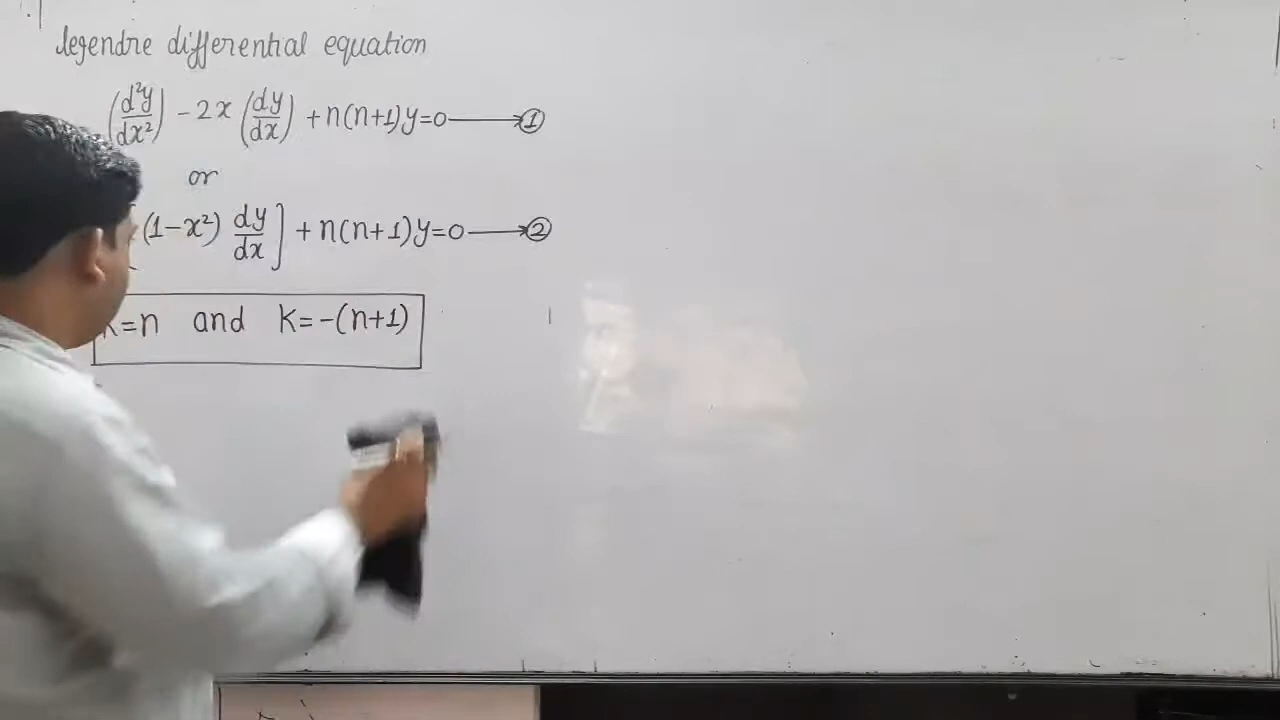 legendre differential equation
(d²y/dx²) - 2x (dy/dx) + n(n+1)y=0 → ①
or
(1-x²) dy/dx] + n(n+1)y=0 → ②
K=n and K=-(n+1)